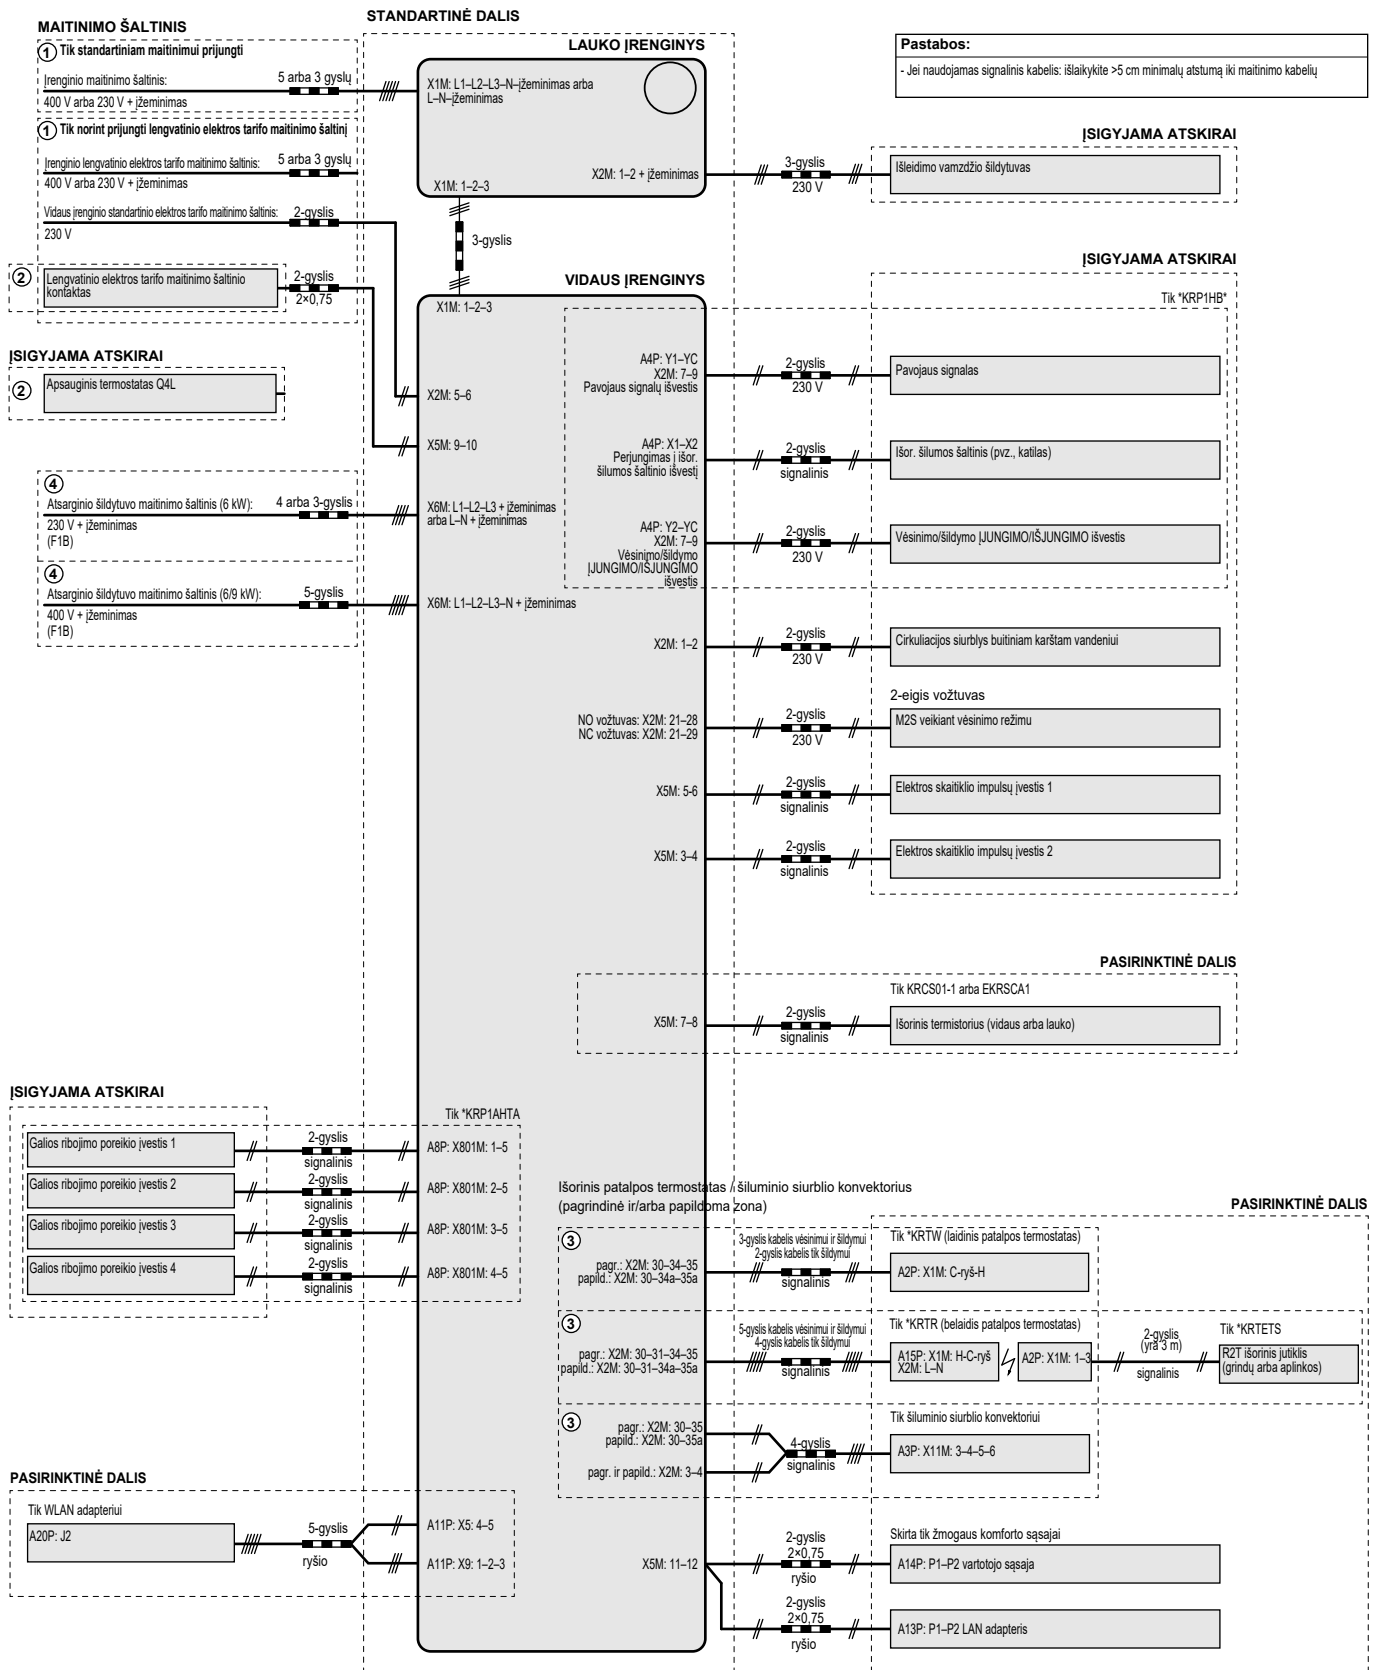 STANDARTINĖ DALIS
MAITINIMO ŠALTINIS
1 Tik standartiniam maitinimui prijungti
Įrenginio maitinimo šaltinis:
5 arba 3 gyslų
400 V arba 230 V + įžeminimas
1 Tik norint prijungti lengvatinio elektros tarifo maitinimo šaltinį
Įrenginio lengvatinio elektros tarifo maitinimo šaltinis:
5 arba 3 gyslų
400 V arba 230 V + įžeminimas
Vidaus įrenginio standartinio elektros tarifo maitinimo šaltinis:
2-gyslis
230 V
2
Lengvatinio elektros tarifo maitinimo šaltinio
kontaktas
2-gyslis
2×0,75
ĮSIGYJAMA ATSKIRAI
2
Apsauginis termostatas Q4L
4
Atsarginio šildytuvo maitinimo šaltinis (6 kW):
4 arba 3-gyslis
230 V + įžeminimas
(F1B)
4
Atsarginio šildytuvo maitinimo šaltinis (6/9 kW):
5-gyslis
400 V + įžeminimas
(F1B)
LAUKO ĮRENGINYS
X1M: L1–L2–L3–N–įžeminimas arba
L–N–įžeminimas
X2M: 1–2 + įžeminimas
X1M: 1–2–3
3-gyslis
VIDAUS ĮRENGINYS
X1M: 1–2–3
X2M: 5–6
X5M: 9–10
X6M: L1–L2–L3 + įžeminimas
arba L–N + įžeminimas
X6M: L1–L2–L3–N + įžeminimas
Pastabos:
- Jei naudojamas signalinis kabelis: išlaikykite >5 cm minimalų atstumą iki maitinimo kabelių
ĮSIGYJAMA ATSKIRAI
3-gyslis
230 V
Išleidimo vamzdžio šildytuvas
ĮSIGYJAMA ATSKIRAI
Tik *KRP1HB*
A4P: Y1–YC
X2M: 7–9
Pavojaus signalų išvestis
2-gyslis
230 V
Pavojaus signalas
A4P: X1–X2
Perjungimas į išor.
šilumos šaltinio išvestį
2-gyslis
signalinis
Išor. šilumos šaltinis (pvz., katilas)
A4P: Y2–YC
X2M: 7–9
Vėsinimo/šildymo
ĮJUNGIMO/IŠJUNGIMO
išvestis
2-gyslis
230 V
Vėsinimo/šildymo ĮJUNGIMO/IŠJUNGIMO išvestis
X2M: 1–2
2-gyslis
230 V
Cirkuliacijos siurblys buitiniam karštam vandeniui
2-eigis vožtuvas
NO vožtuvas: X2M: 21–28
NC vožtuvas: X2M: 21–29
2-gyslis
230 V
M2S veikiant vėsinimo režimu
X5M: 5-6
2-gyslis
signalinis
Elektros skaitiklio impulsų įvestis 1
X5M: 3–4
2-gyslis
signalinis
Elektros skaitiklio impulsų įvestis 2
PASIRINKTINĖ DALIS
Tik KRCS01-1 arba EKRSCA1
X5M: 7–8
2-gyslis
signalinis
Išorinis termistorius (vidaus arba lauko)
ĮSIGYJAMA ATSKIRAI
Tik *KRP1AHTA
Galios ribojimo poreikio įvestis 1
2-gyslis
signalinis
A8P: X801M: 1–5
Galios ribojimo poreikio įvestis 2
2-gyslis
signalinis
A8P: X801M: 2–5
Galios ribojimo poreikio įvestis 3
2-gyslis
signalinis
A8P: X801M: 3–5
Galios ribojimo poreikio įvestis 4
2-gyslis
signalinis
A8P: X801M: 4–5
Išorinis patalpos termostatas / šiluminio siurblio konvektorius
(pagrindinė ir/arba papildoma zona)
PASIRINKTINĖ DALIS
3
pagr.: X2M: 30–34–35
papild.: X2M: 30–34a–35a
3-gyslis kabelis vėsinimui ir šildymui
2-gyslis kabelis tik šildymui
signalinis
Tik *KRTW (laidinis patalpos termostatas)
A2P: X1M: C-ryš-H
3
pagr.: X2M: 30–31–34–35
papild.: X2M: 30–31–34a–35a
5-gyslis kabelis vėsinimui ir šildymui
4-gyslis kabelis tik šildymui
signalinis
Tik *KRTR (belaidis patalpos termostatas)
A15P: X1M: H-C-ryš
X2M: L–N
A2P: X1M: 1–3
2-gyslis
(yra 3 m)
signalinis
Tik *KRTETS
R2T išorinis jutiklis
(grindų arba aplinkos)
3
pagr.: X2M: 30–35
papild.: X2M: 30–35a
pagr. ir papild.: X2M: 3–4
4-gyslis
signalinis
Tik šiluminio siurblio konvektoriui
A3P: X11M: 3–4–5–6
PASIRINKTINĖ DALIS
Tik WLAN adapteriui
A20P: J2
5-gyslis
ryšio
A11P: X5: 4–5
A11P: X9: 1–2–3
X5M: 11–12
2-gyslis
2×0,75
ryšio
Skirta tik žmogaus komforto sąsajai
A14P: P1–P2 vartotojo sąsaja
2-gyslis
2×0,75
ryšio
A13P: P1–P2 LAN adapteris